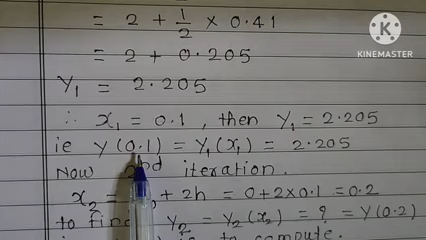 = 2 + 1/2 × 0.41
= 2 + 0.205
Y₁ = 2.205
∴ x₁ = 0.1 , then Y₁ = 2.205
ie Y(0.1) = Y₁(x₁) = 2.205
Now 2nd iteration.
x₂ = + 2h = 0+2×0.1 = 0.2
to find Y₂ = Y₂(x₂) = ? = Y(0.2)
to compute.
KINEMASTER